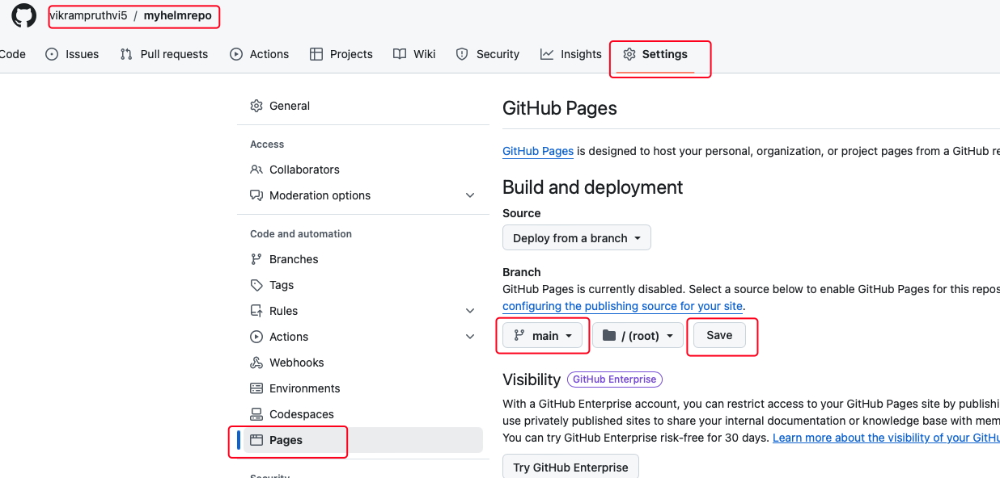 vikrampruthvi5 / myhelmrepo
Code Issues Pull requests Actions Projects Wiki Security Insights Settings
General
Access
Collaborators
Moderation options
Code and automation
Branches
Tags
Rules
Actions
Webhooks
Environments
Codespaces
Pages
Security
GitHub Pages
GitHub Pages is designed to host your personal, organization, or project pages from a GitHub re
Build and deployment
Source
Deploy from a branch
Branch
GitHub Pages is currently disabled. Select a source below to enable GitHub Pages for this repos
configuring the publishing source for your site.
main / (root) Save
Visibility GitHub Enterprise
With a GitHub Enterprise account, you can restrict access to your GitHub Pages site by publishi
use privately published sites to share your internal documentation or knowledge base with mem
You can try GitHub Enterprise risk-free for 30 days. Learn more about the visibility of your GitHu
Try GitHub Enterprise